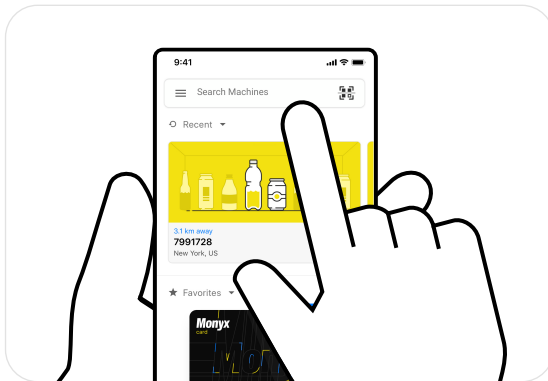 9:41
Search Machines
Recent
3.1 km away
7991728
New York, US
Favorites
Monyx
card